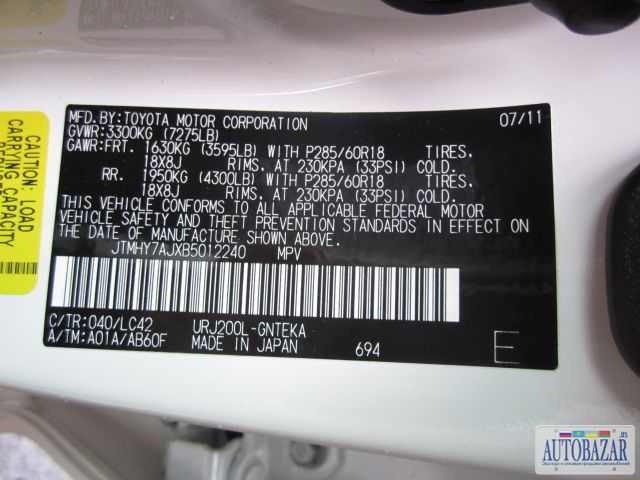 MFD. BY: TOYOTA MOTOR CORPORATION 07/11
GVWR: 3300KG (7275LB)
GAWR: FRT. 1630KG (3595LB) WITH P285/60R18 TIRES,
18X8J RIMS, AT 230KPA (33PSI) COLD.
RR. 1950KG (4300LB) WITH P285/60R18 TIRES,
18X8J RIMS, AT 230KPA (33PSI) COLD.
THIS VEHICLE CONFORMS TO ALL APPLICABLE FEDERAL MOTOR
VEHICLE SAFETY AND THEFT PREVENTION STANDARDS IN EFFECT ON
THE DATE OF MANUFACTURE SHOWN ABOVE.
JTMHY7AJXB5012240 MPV
C/TR: 040/LC42 URJ200L-GNTEKA
A/TM: A01A/AB60F MADE IN JAPAN 694 E
CAUTION: LOAD
CARRYING CAPACITY
AUTOBAZAR.us